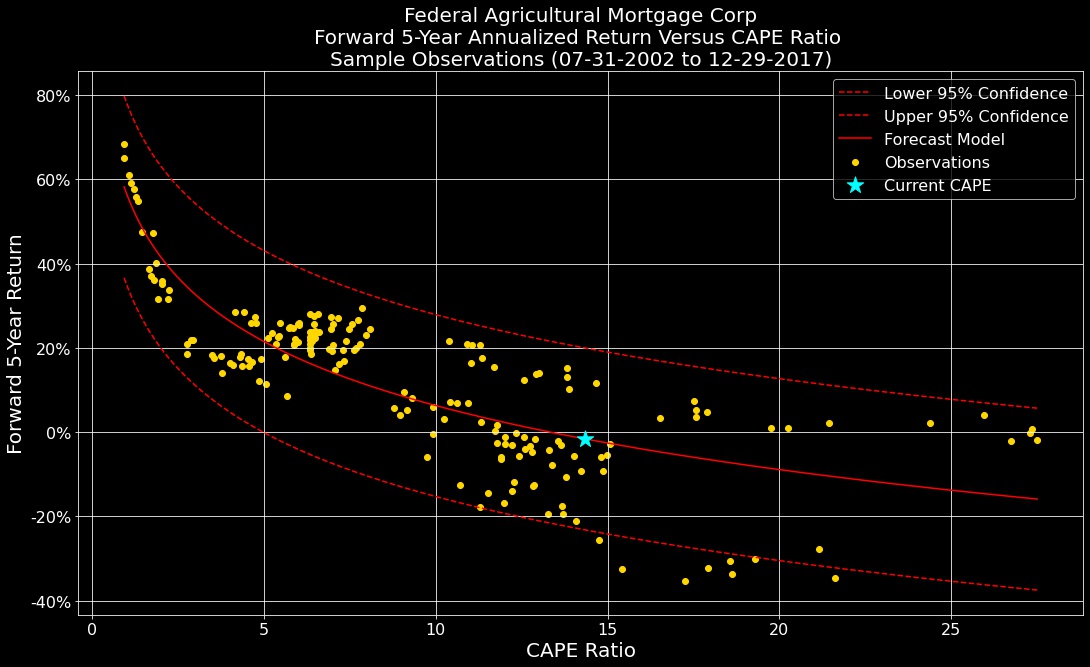 Federal Agricultural Mortgage Corp
Forward 5-Year Annualized Return Versus CAPE Ratio
Sample Observations (07-31-2002 to 12-29-2017)
Lower 95% Confidence
Upper 95% Confidence
Forecast Model
Observations
Current CAPE
Forward 5-Year Return
80%
60%
40%
20%
0%
-20%
-40%
0
5
10
15
20
25
CAPE Ratio